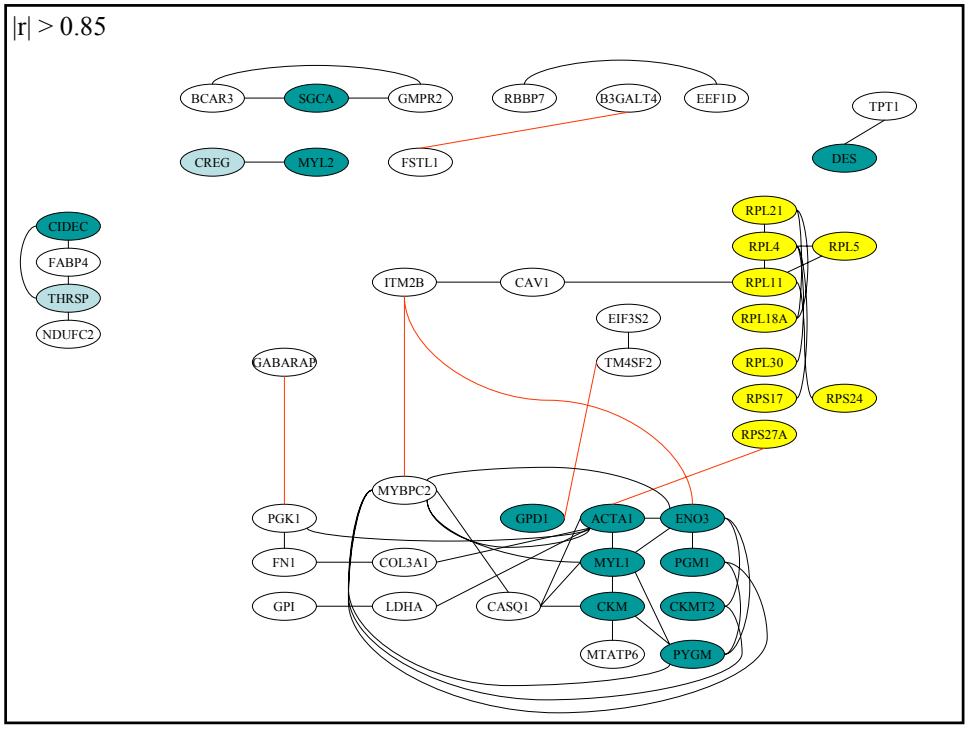 |r| > 0.85
BCAR3 SGCA GMPR2 RBBP7 B3GALT4 EEF1D
TPT1
CREG MYL2 FSTL1 DES
RPL21
CIDEC RPL4 RPL5
FABP4
ITM2B CAV1 RPL11
THRSP
EIF3S2 RPL18A
NDUFC2
GABARAP TM4SF2 RPL30
RPS17 RPS24
RPS27A
MYBPC2
PGK1 GPD1 ACTA1 ENO3
FN1 COL3A1 MYL1 PGM1
GPI LDHA CASQ1 CKM CKMT2
MTATP6 PYGM